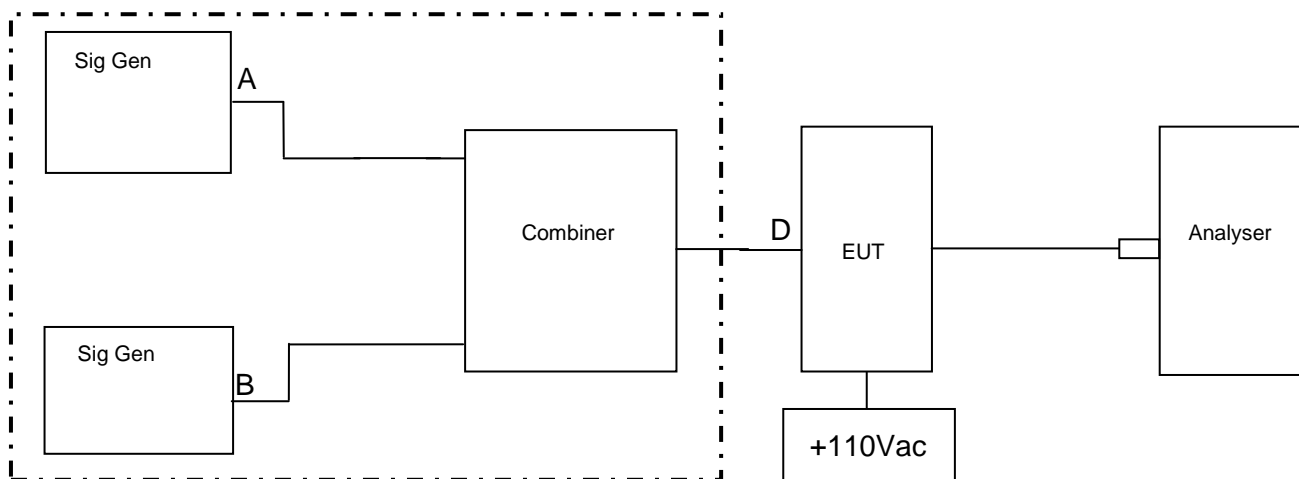 Sig Gen
A
Combiner
D
EUT
Analyser
Sig Gen
B
+110Vac